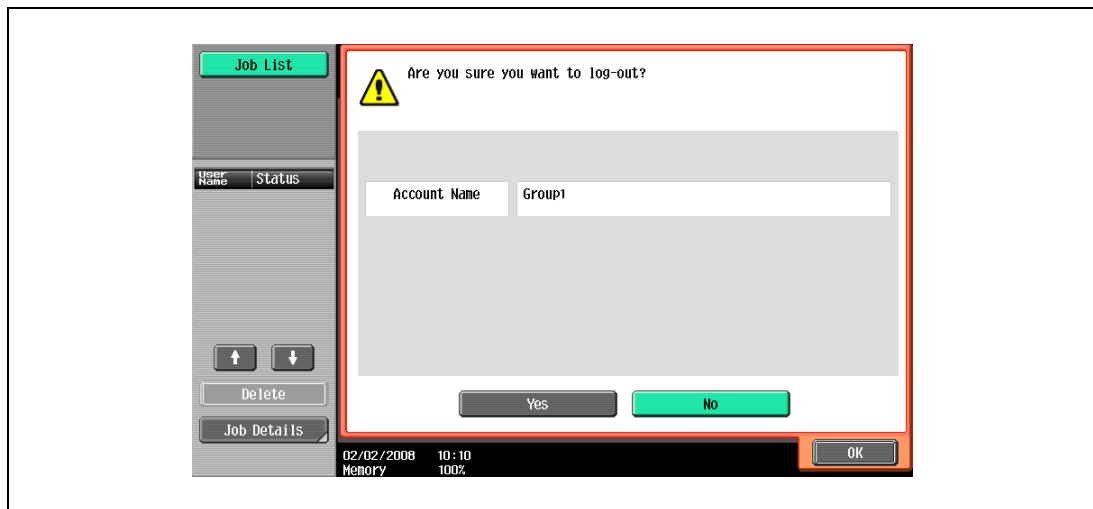 Job List
Are you sure you want to log-out?
User Name Status
Account Name Group1
Delete
Yes No
Job Details
02/02/2008 10:10
Memory 100%
OK